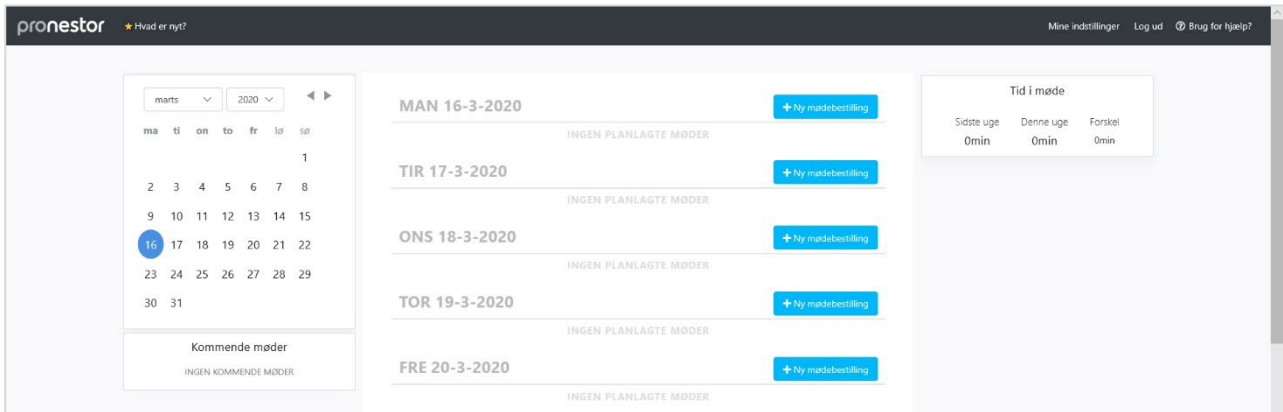 pronestor ★ Hvad er nyt? Mine indstillinger Log ud Brug for hjælp?
marts 2020
ma ti on to fr lø sø
1
2 3 4 5 6 7 8
9 10 11 12 13 14 15
16 17 18 19 20 21 22
23 24 25 26 27 28 29
30 31
Kommende møder
INGEN KOMMENDE MØDER
MAN 16-3-2020 + Ny mødebestilling
INGEN PLANLAGTE MØDER
TIR 17-3-2020 + Ny mødebestilling
INGEN PLANLAGTE MØDER
ONS 18-3-2020 + Ny mødebestilling
INGEN PLANLAGTE MØDER
TOR 19-3-2020 + Ny mødebestilling
INGEN PLANLAGTE MØDER
FRE 20-3-2020 + Ny mødebestilling
INGEN PLANLAGTE MØDER
Tid i møde
Sidste uge Denne uge Forskel
0min 0min 0min